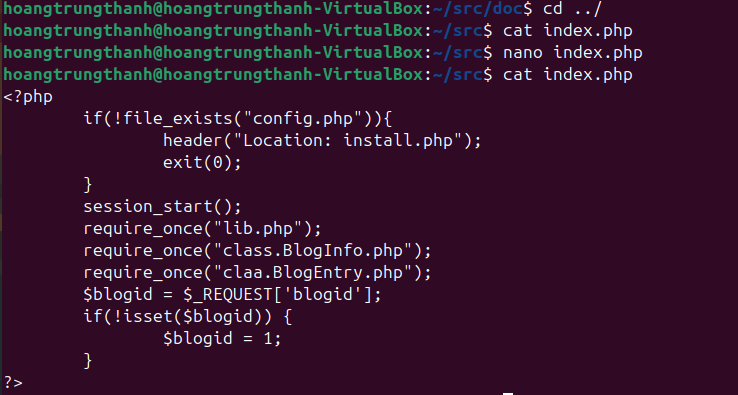 hoangtrungthanh@hoangtrungthanh-VirtualBox:~/src/doc$ cd ../
hoangtrungthanh@hoangtrungthanh-VirtualBox:~/src$ cat index.php
hoangtrungthanh@hoangtrungthanh-VirtualBox:~/src$ nano index.php
hoangtrungthanh@hoangtrungthanh-VirtualBox:~/src$ cat index.php
<?php
        if(!file_exists("config.php")){
                header("Location: install.php");
                exit(0);
        }
        session_start();
        require_once("lib.php");
        require_once("class.BlogInfo.php");
        require_once("claa.BlogEntry.php");
        $blogid = $_REQUEST['blogid'];
        if(!isset($blogid)) {
                $blogid = 1;
        }
?>